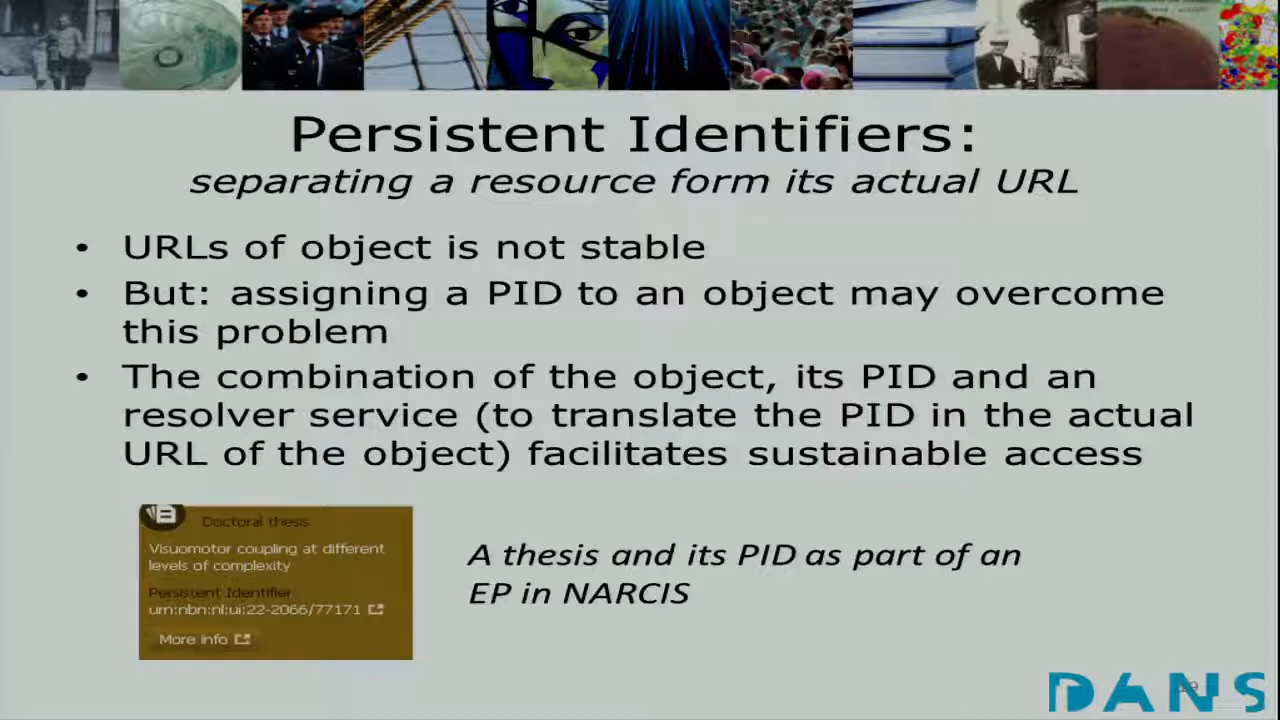 Persistent Identifiers:
separating a resource form its actual URL
• URLs of object is not stable
• But: assigning a PID to an object may overcome
this problem
• The combination of the object, its PID and an
resolver service (to translate the PID in the actual
URL of the object) facilitates sustainable access
Doctoral thesis
Visuomotor coupling at different
levels of complexity
Persistent Identifier
urn:nbn:nl:ui:22-2066/77171
More info
A thesis and its PID as part of an
EP in NARCIS
DANS
19